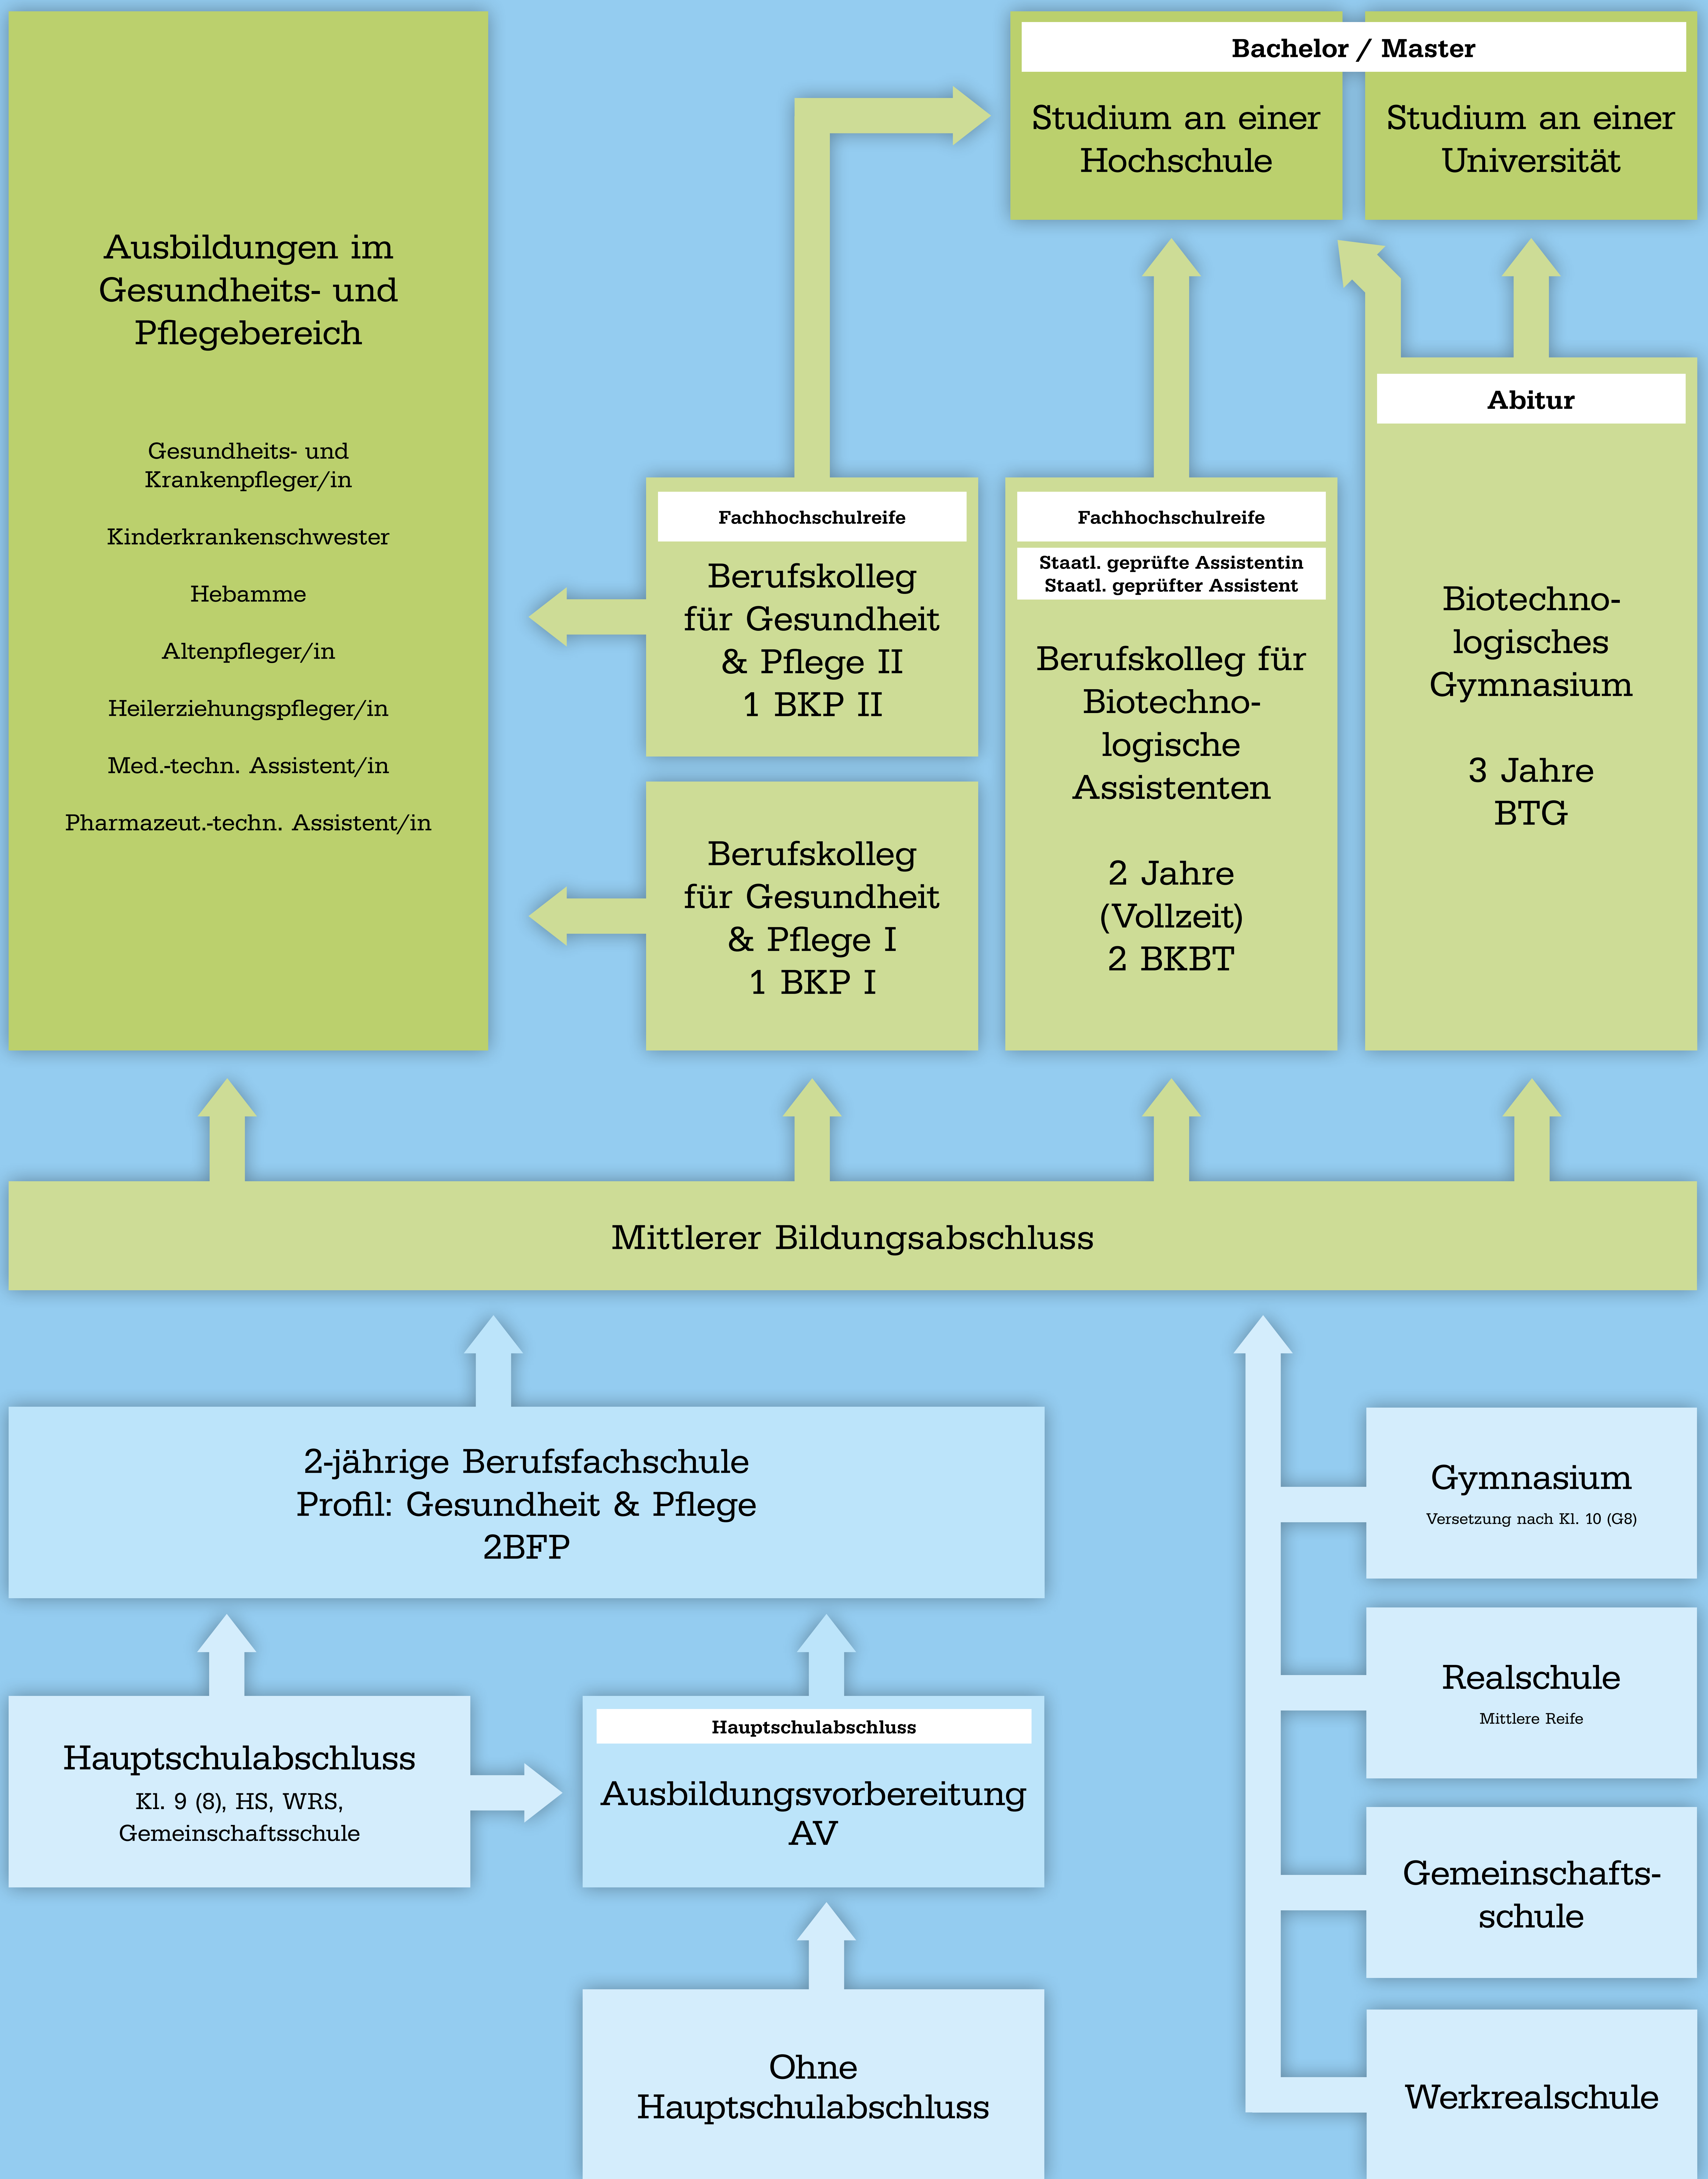 Ausbildungen im
Gesundheits- und
Pflegebereich
Gesundheits- und
Krankenpfleger/in
Kinderkrankenschwester
Hebamme
Altenpfleger/in
Heilerziehungspfleger/in
Med.-techn. Assistent/in
Pharmazeut.-techn. Assistent/in
Bachelor / Master
Studium an einer
Hochschule
Studium an einer
Universität
Fachhochschulreife
Berufskolleg
für Gesundheit
& Pflege II
1 BKP II
Berufskolleg
für Gesundheit
& Pflege I
1 BKP I
Fachhochschulreife
Staatl. geprüfte Assistentin
Staatl. geprüfter Assistent
Berufskolleg für
Biotechno-
logische
Assistenten
2 Jahre
(Vollzeit)
2 BKBT
Abitur
Biotechno-
logisches
Gymnasium
3 Jahre
BTG
Mittlerer Bildungsabschluss
2-jährige Berufsfachschule
Profil: Gesundheit & Pflege
2BFP
Hauptschulabschluss
Kl. 9 (8), HS, WRS,
Gemeinschaftsschule
Hauptschulabschluss
Ausbildungsvorbereitung
AV
Ohne
Hauptschulabschluss
Gymnasium
Versetzung nach Kl. 10 (G8)
Realschule
Mittlere Reife
Gemeinschafts-
schule
Werkrealschule